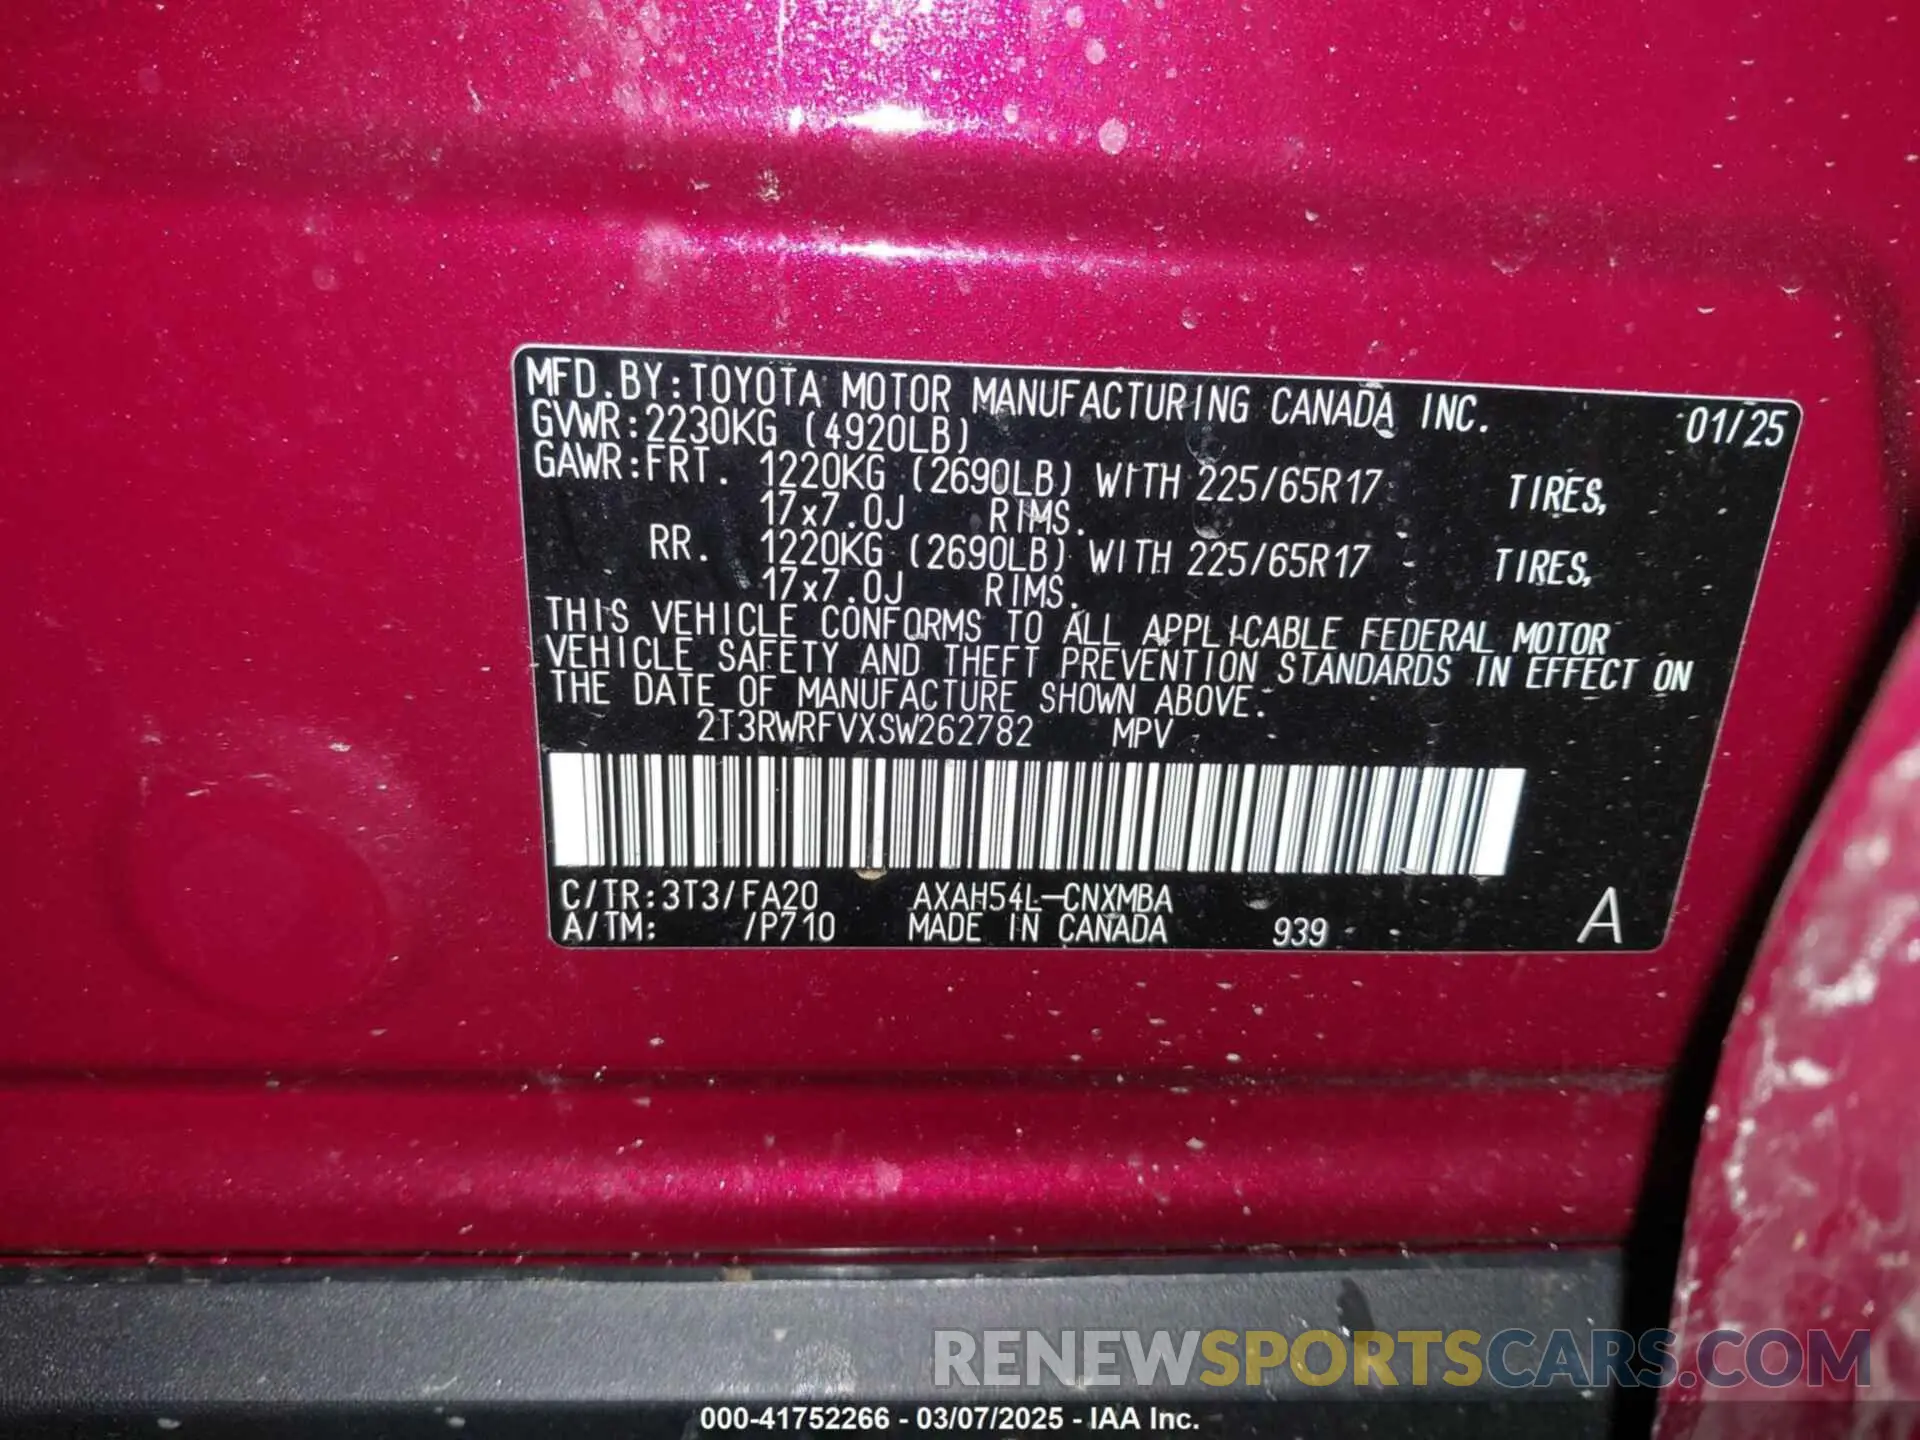 MFD.BY:TOYOTA MOTOR MANUFACTURING CANADA INC. 01/25
GVWR:2230KG (4920LB)
GAWR:FRT. 1220KG (2690LB) WITH 225/65R17 TIRES,
17x7.0J RIMS.
RR. 1220KG (2690LB) WITH 225/65R17 TIRES,
17x7.0J RIMS.
THIS VEHICLE CONFORMS TO ALL APPLICABLE FEDERAL MOTOR
VEHICLE SAFETY AND THEFT PREVENTION STANDARDS IN EFFECT ON
THE DATE OF MANUFACTURE SHOWN ABOVE.
2T3RWRFVXSW262782 MPV
C/TR:3T3/FA20 AXAH54L-CNXMBA
A/TM: /P710 MADE IN CANADA 939 A
RENEWSPORTSCARS.COM
000-41752266 - 03/07/2025 - IAA Inc.